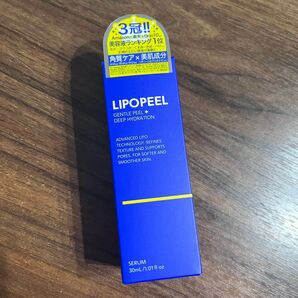 3冠!!
美容液ランキング1位
角質ケア×美肌成分
LIPOPEEL
GENTLE PEEL +
DEEP HYDRATION
ADVANCED LIPO
TECHNOLOGY. REFINES
TEXTURE AND SUPPORTS
PORES. FOR SOFTER AND
SMOOTHER SKIN.
SERUM
30mL/1.01fl oz